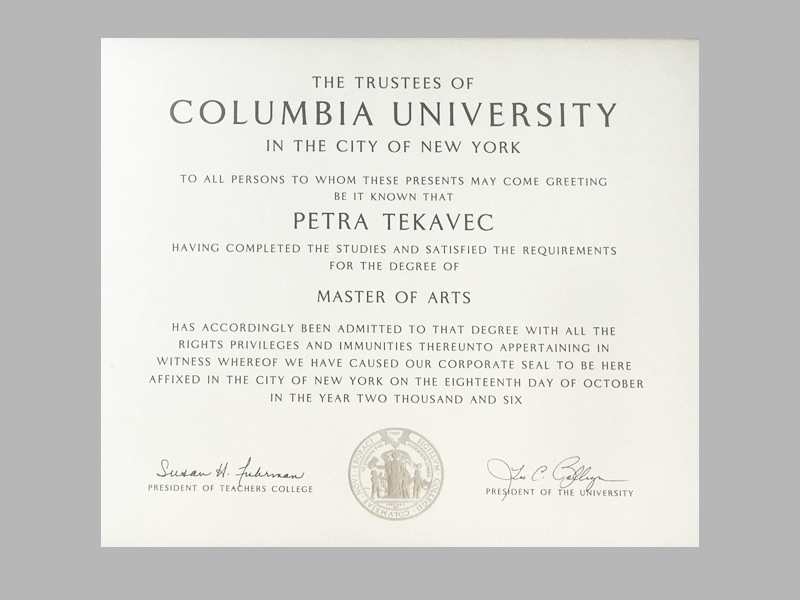 THE TRUSTEES OF
COLUMBIA UNIVERSITY
IN THE CITY OF NEW YORK
TO ALL PERSONS TO WHOM THESE PRESENTS MAY COME GREETING
BE IT KNOWN THAT
PETRA TEKAVEC
HAVING COMPLETED THE STUDIES AND SATISFIED THE REQUIREMENTS
FOR THE DEGREE OF
MASTER OF ARTS
HAS ACCORDINGLY BEEN ADMITTED TO THAT DEGREE WITH ALL THE
RIGHTS PRIVILEGES AND IMMUNITIES THEREUNTO APPERTAINING IN
WITNESS WHEREOF WE HAVE CAUSED OUR CORPORATE SEAL TO BE HERE
AFFIXED IN THE CITY OF NEW YORK ON THE EIGHTEENTH DAY OF OCTOBER
IN THE YEAR TWO THOUSAND AND SIX
Susan H. Fuhrman
PRESIDENT OF TEACHERS COLLEGE
Lee C. Bollinger
PRESIDENT OF THE UNIVERSITY